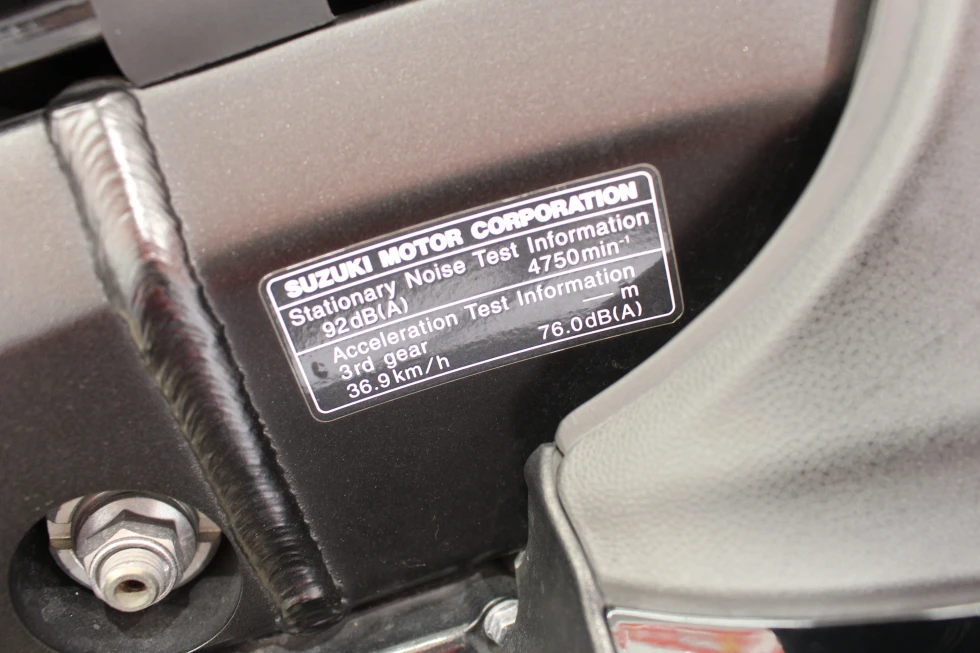 SUZUKI MOTOR CORPORATION
Stationary Noise Test Information
92dB(A) 4750min⁻¹
Acceleration Test Information
3rd gear — m
36.9km/h 76.0dB(A)